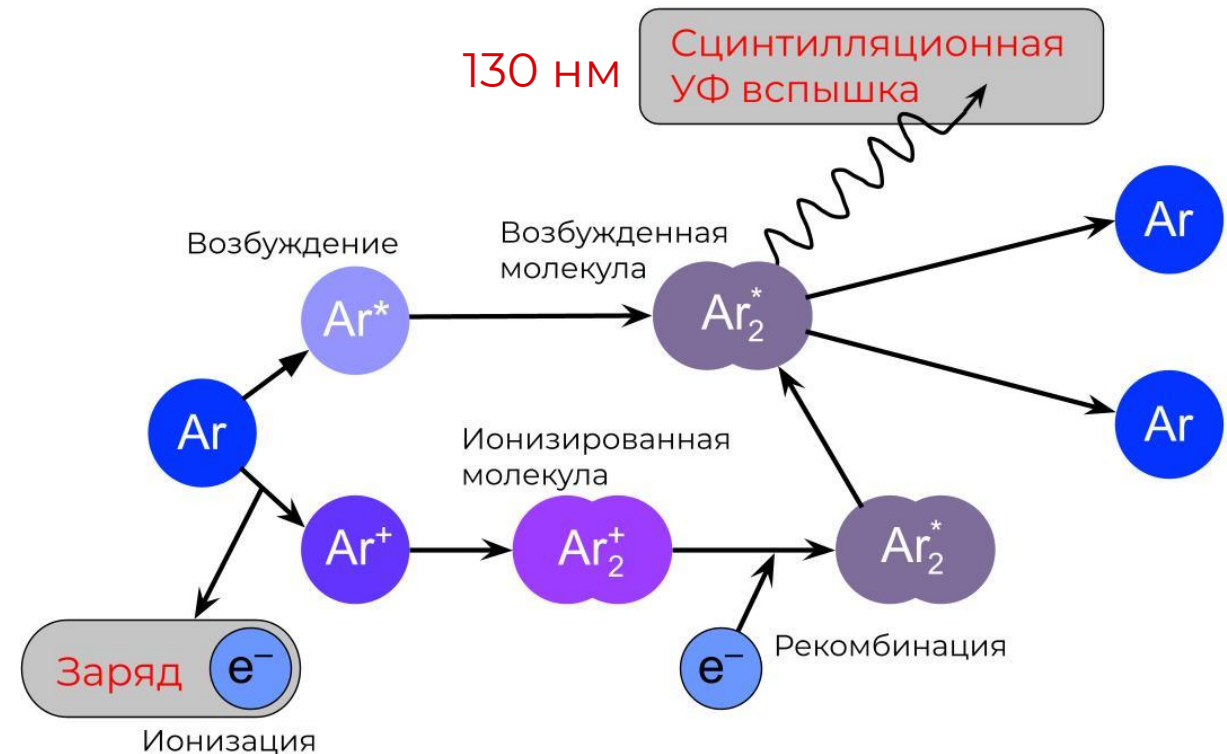 130 нм
Сцинтилляционная
УФ вспышка
Возбуждение
Возбужденная
молекула
Ar
Ar*
Ar₂*
Ar
Ионизированная
молекула
Ar
Ar⁺
Ar₂⁺
Ar₂*
Заряд e⁻
e⁻
Рекомбинация
Ионизация